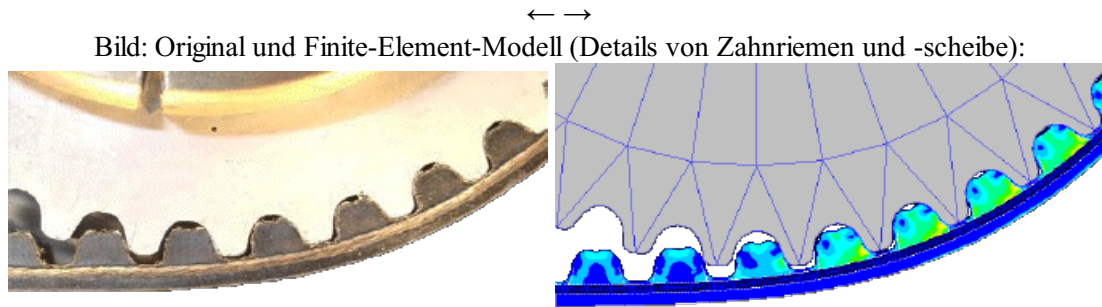 ← →
Bild: Original und Finite-Element-Modell (Details von Zahnriemen und -scheibe):